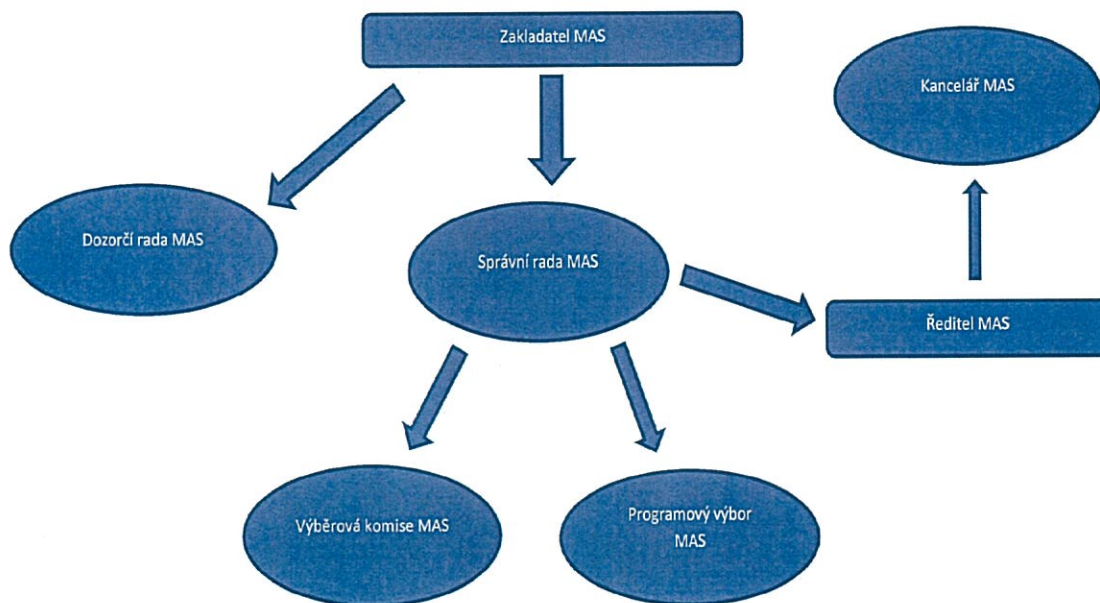 Zakladatel MAS
Kancelář MAS
Dozorčí rada MAS
Správní rada MAS
Ředitel MAS
Výběrová komise MAS
Programový výbor
MAS